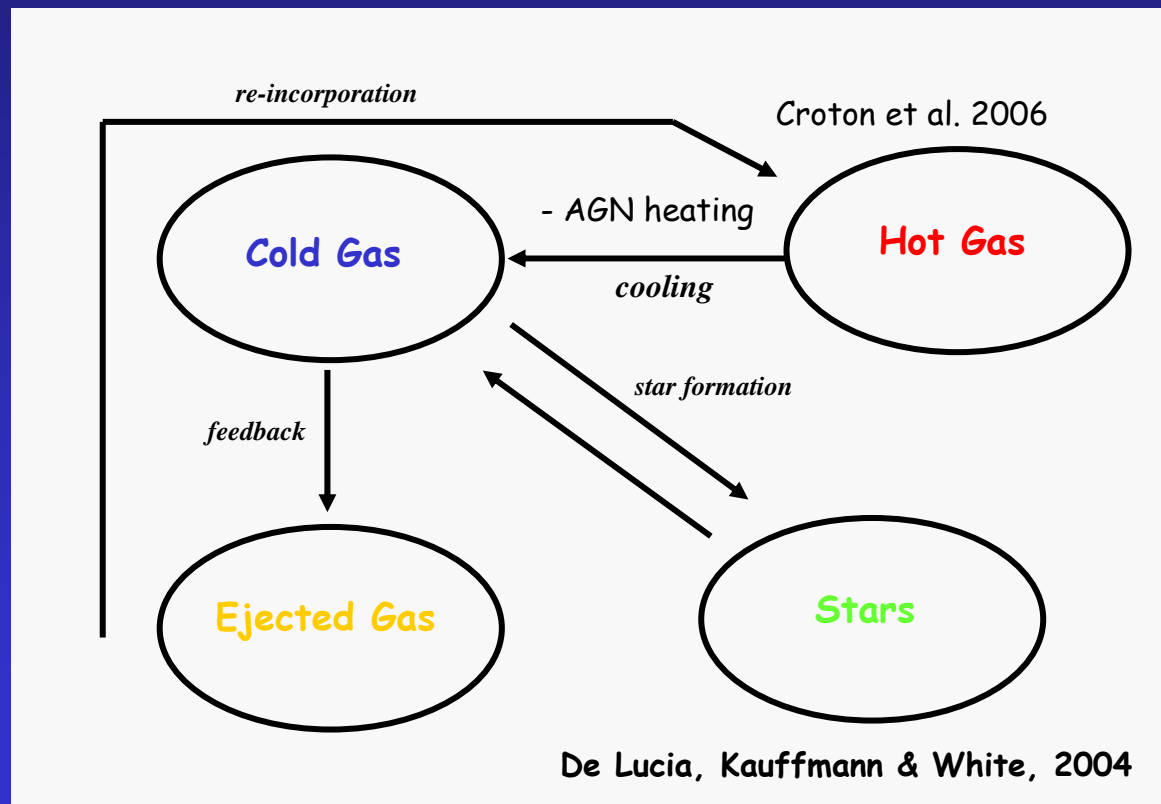 re-incorporation
Croton et al. 2006
- AGN heating
Cold Gas
Hot Gas
cooling
star formation
feedback
Ejected Gas
Stars
De Lucia, Kauffmann & White, 2004